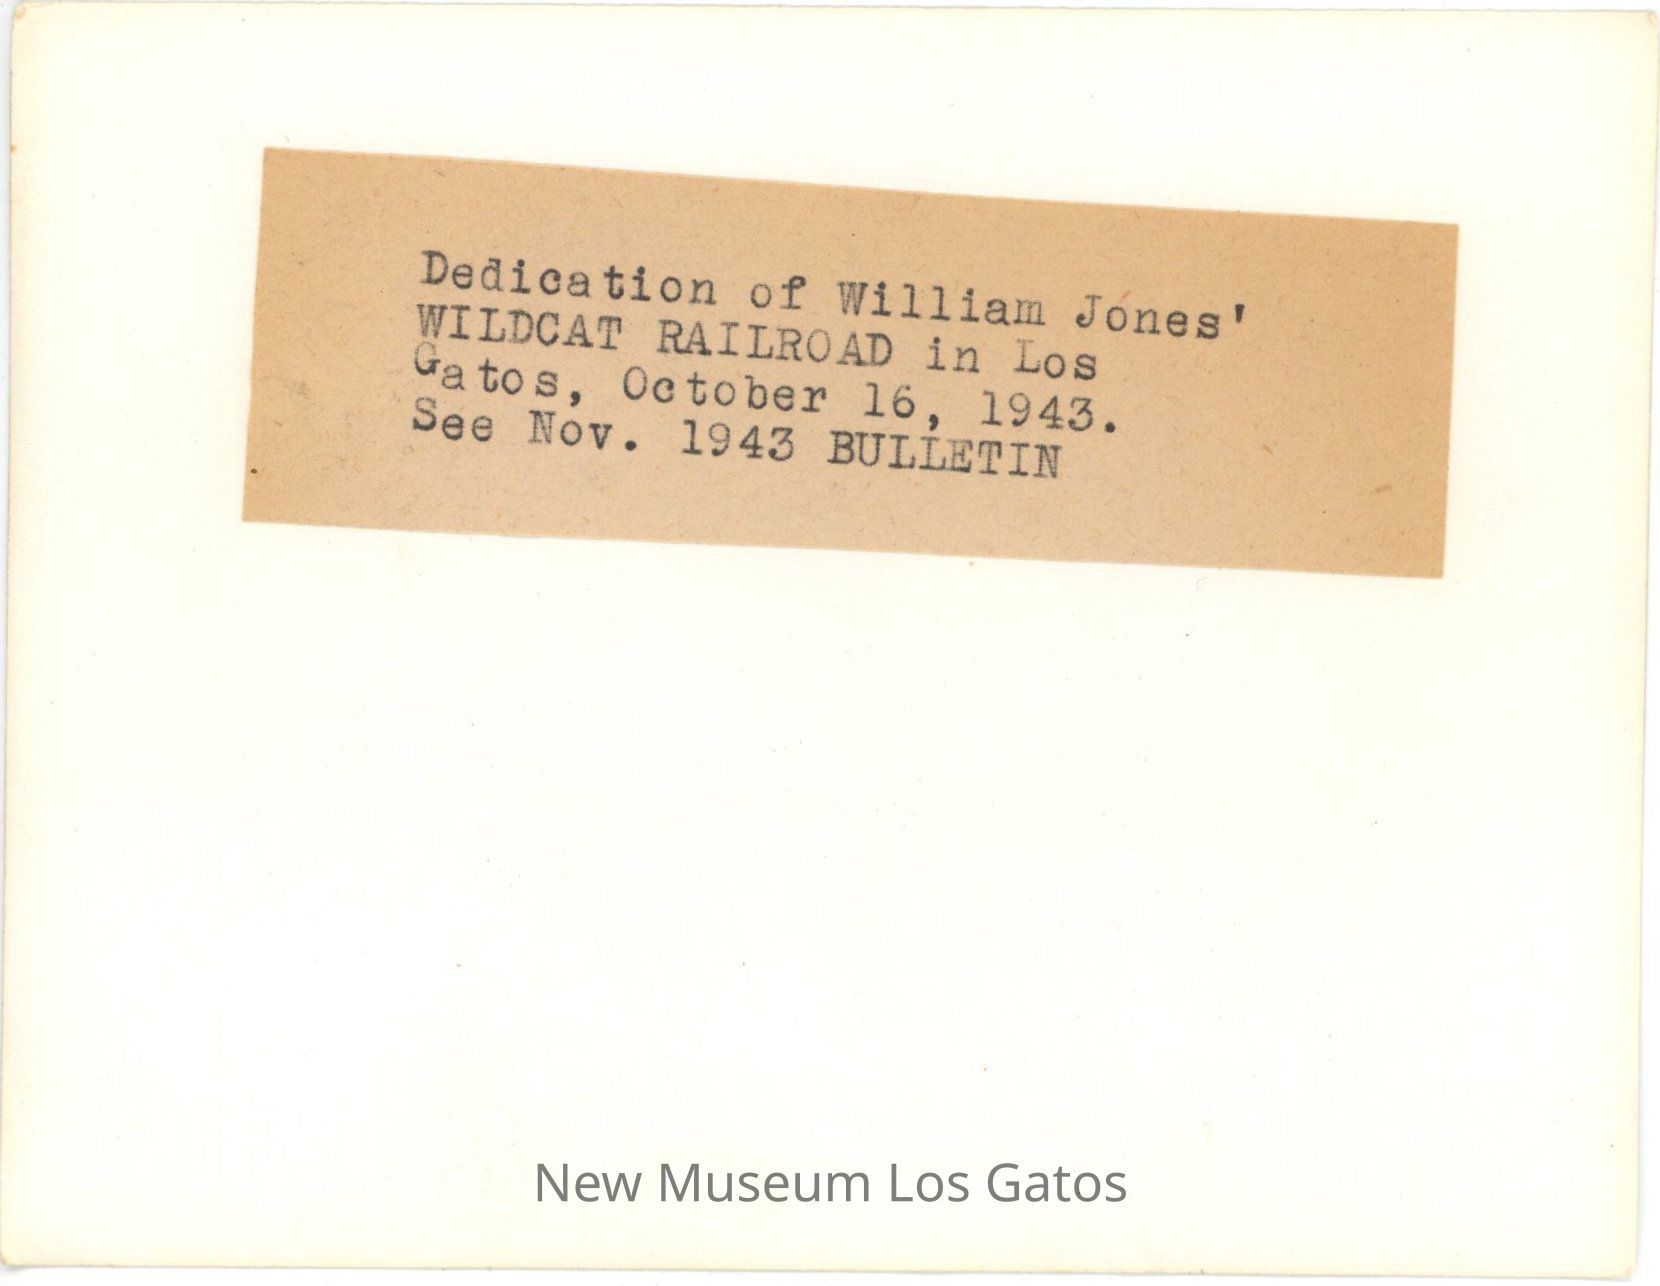 Dedication of William Jones'
WILDCAT RAILROAD in Los
Gatos, October 16, 1943.
See Nov. 1943 BULLETIN
New Museum Los Gatos